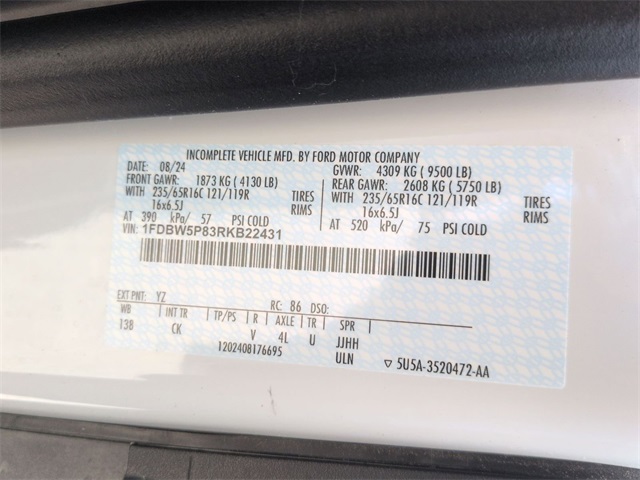 INCOMPLETE VEHICLE MFD. BY FORD MOTOR COMPANY
DATE: 08/24 GVWR: 4309 KG ( 9500 LB)
FRONT GAWR: 1873 KG ( 4130 LB) REAR GAWR: 2608 KG ( 5750 LB)
WITH 235/65R16C 121/119R TIRES WITH 235/65R16C 121/119R TIRES
16x6.5J RIMS 16x6.5J RIMS
AT 390 kPa/ 57 PSI COLD AT 520 kPa/ 75 PSI COLD
VIN: 1FDBW5P83RKB22431
EXT PNT: YZ RC: 86 DSO:
WB INT TR TP/PS R AXLE TR SPR
138 CK V 4L U JJHH
1202408176695 ULN 5U5A-3520472-AA